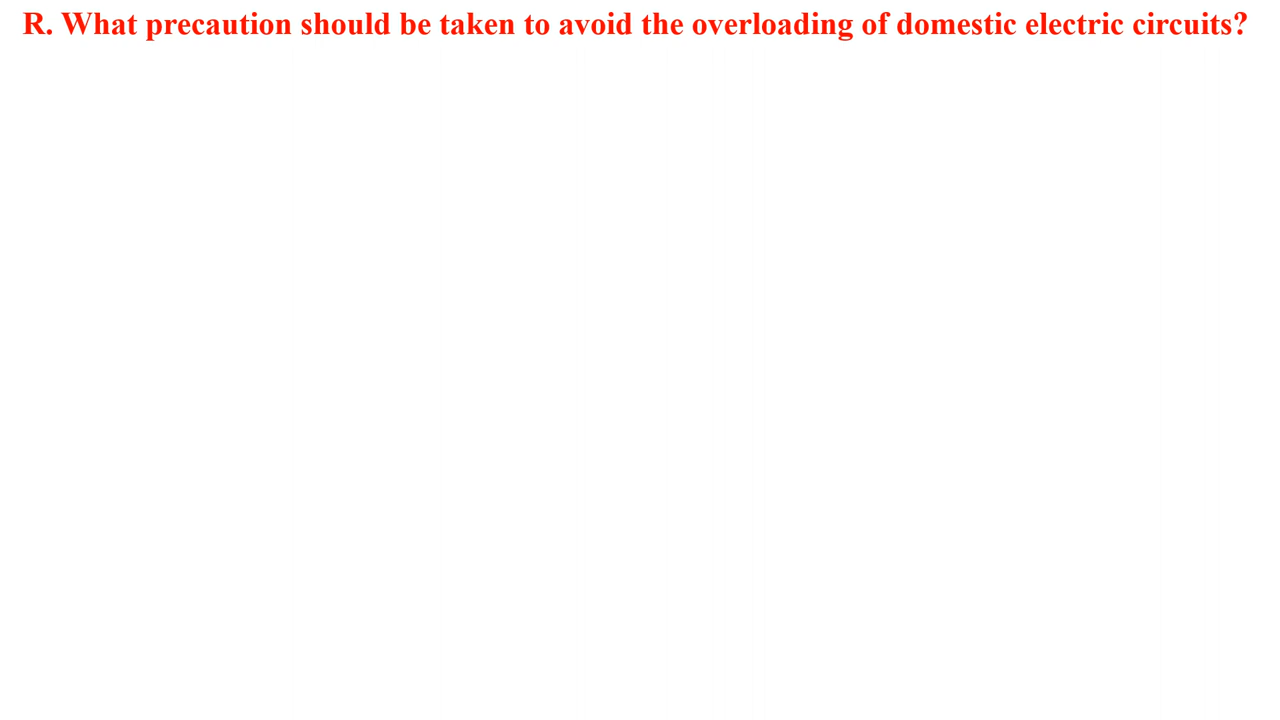 R. What precaution should be taken to avoid the overloading of domestic electric circuits?